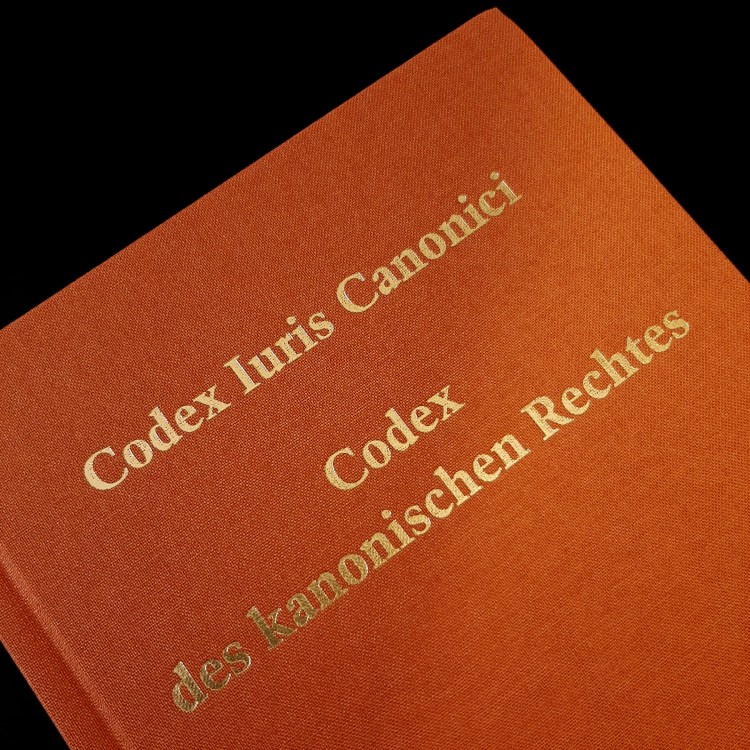 Codex Iuris Canonici
Codex
des kanonischen Rechtes